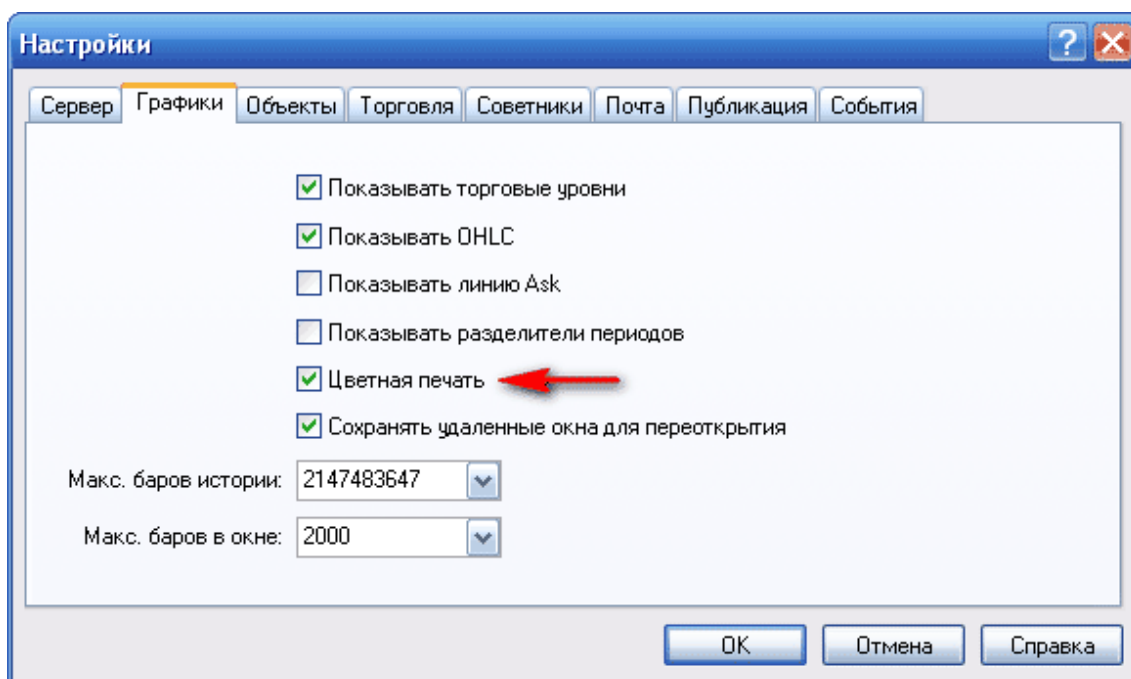 Настройки
Сервер Графики Объекты Торговля Советники Почта Публикация События
Показывать торговые уровни
Показывать OHLC
Показывать линию Ask
Показывать разделители периодов
Цветная печать
Сохранять удаленные окна для переоткрытия
Макс. баров истории: 2147483647
Макс. баров в окне: 2000
OK Отмена Справка